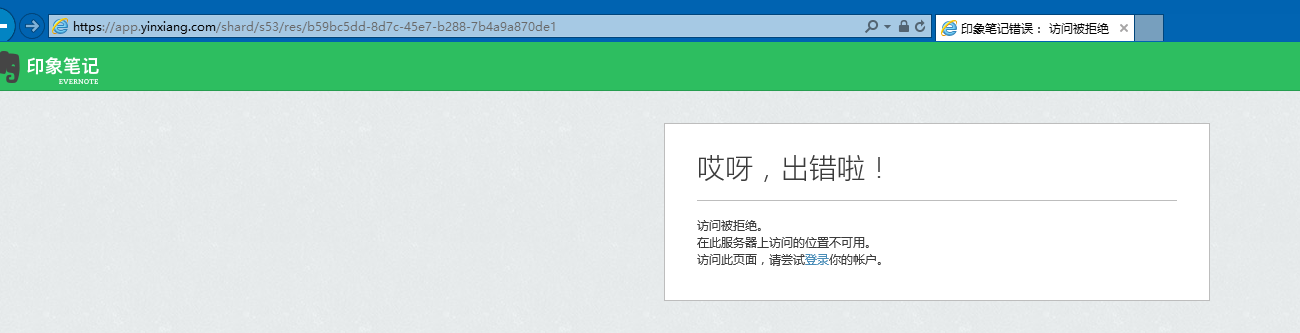 https://app.yinxiang.com/shard/s53/res/b59bc5dd-8d7c-45e7-b288-7b4a9a870de1
印象笔记错误： 访问被拒绝
印象笔记
EVERNOTE
哎呀，出错啦！
访问被拒绝。
在此服务器上访问的位置不可用。
访问此页面，请尝试登录你的帐户。